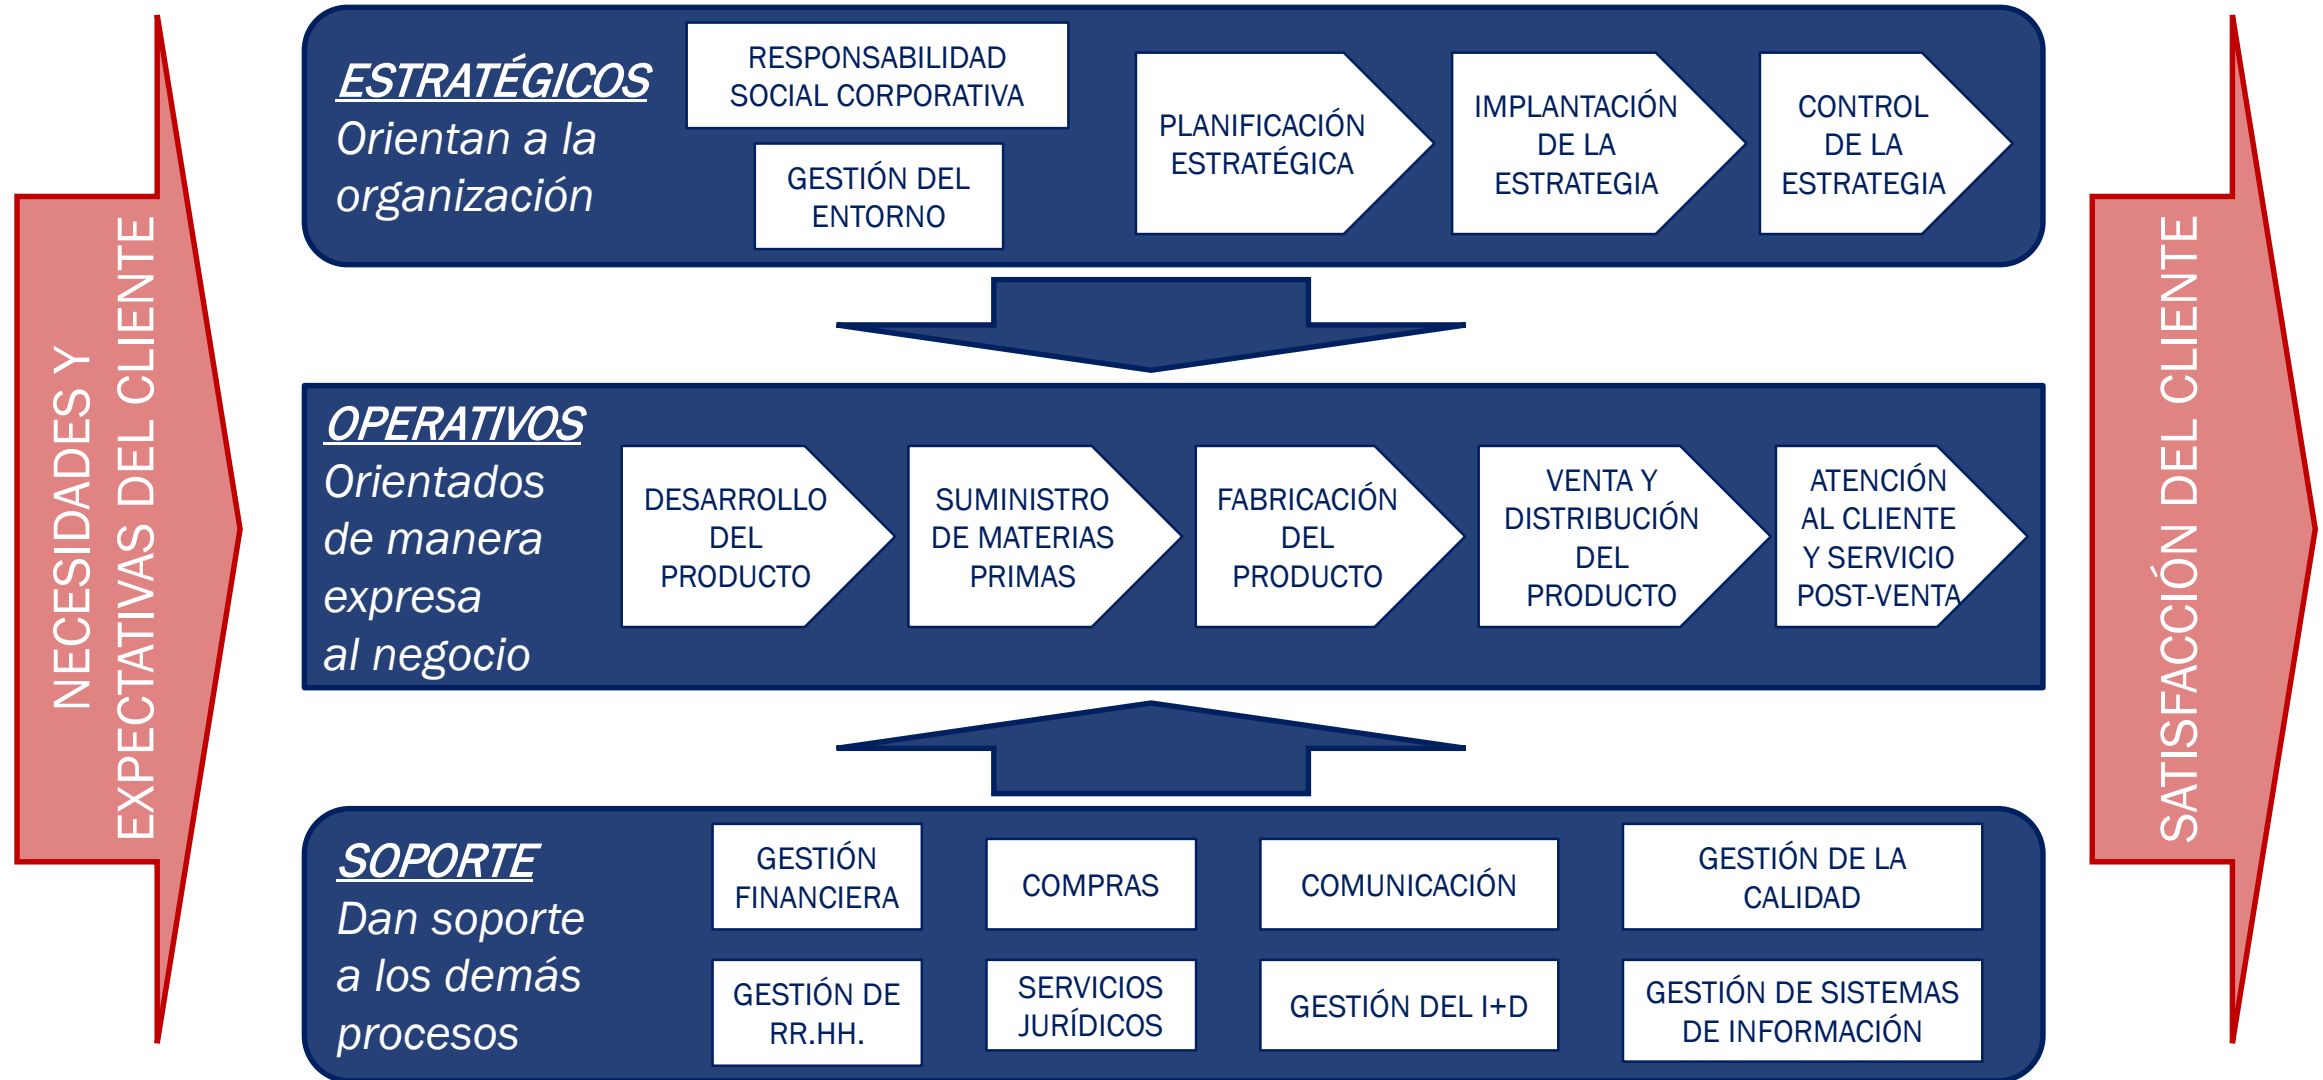 NECESIDADES Y
EXPECTATIVAS DEL CLIENTE
ESTRATÉGICOS
Orientan a la
organización
RESPONSABILIDAD
SOCIAL CORPORATIVA
GESTIÓN DEL
ENTORNO
PLANIFICACIÓN
ESTRATÉGICA
IMPLANTACIÓN
DE LA
ESTRATEGIA
CONTROL
DE LA
ESTRATEGIA
OPERATIVOS
Orientados
de manera
expresa
al negocio
DESARROLLO
DEL
PRODUCTO
SUMINISTRO
DE MATERIAS
PRIMAS
FABRICACIÓN
DEL
PRODUCTO
VENTA Y
DISTRIBUCIÓN
DEL
PRODUCTO
ATENCIÓN
AL CLIENTE
Y SERVICIO
POST-VENTA
SOPORTE
Dan soporte
a los demás
procesos
GESTIÓN
FINANCIERA
COMPRAS
COMUNICACIÓN
GESTIÓN DE LA
CALIDAD
GESTIÓN DE
RR.HH.
SERVICIOS
JURÍDICOS
GESTIÓN DEL I+D
GESTIÓN DE SISTEMAS
DE INFORMACIÓN
SATISFACCIÓN DEL CLIENTE